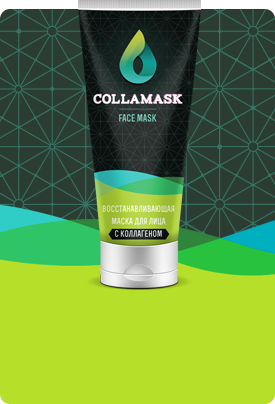 COLLAMASK
FACE MASK
ВОССТАНАВЛИВАЮЩАЯ
МАСКА ДЛЯ ЛИЦА
С КОЛЛАГЕНОМ